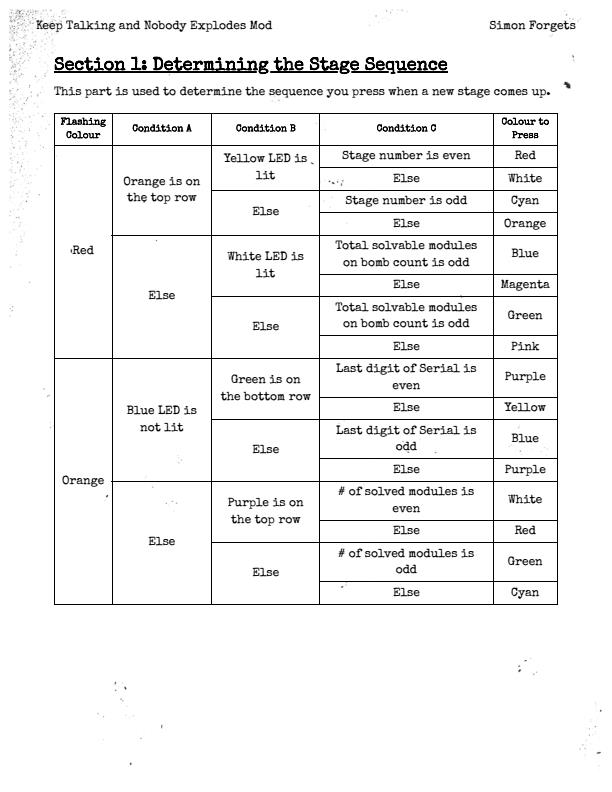 Keep Talking and Nobody Explodes Mod
Simon Forgets
Section 1: Determining the Stage Sequence
This part is used to determine the sequence you press when a new stage comes up.
Flashing
Colour
Condition A
Condition B
Condition C
Colour to
Press
Red
Orange is on
the top row
Yellow LED is
lit
Stage number is even
Red
Else
White
Else
Stage number is odd
Cyan
Else
Orange
Else
White LED is
lit
Total solvable modules
on bomb count is odd
Blue
Else
Magenta
Else
Total solvable modules
on bomb count is odd
Green
Else
Pink
Orange
Blue LED is
not lit
Green is on
the bottom row
Last digit of Serial is
even
Purple
Else
Yellow
Else
Last digit of Serial is
odd
Blue
Else
Purple
Else
Purple is on
the top row
# of solved modules is
even
White
Else
Red
Else
# of solved modules is
odd
Green
Else
Cyan